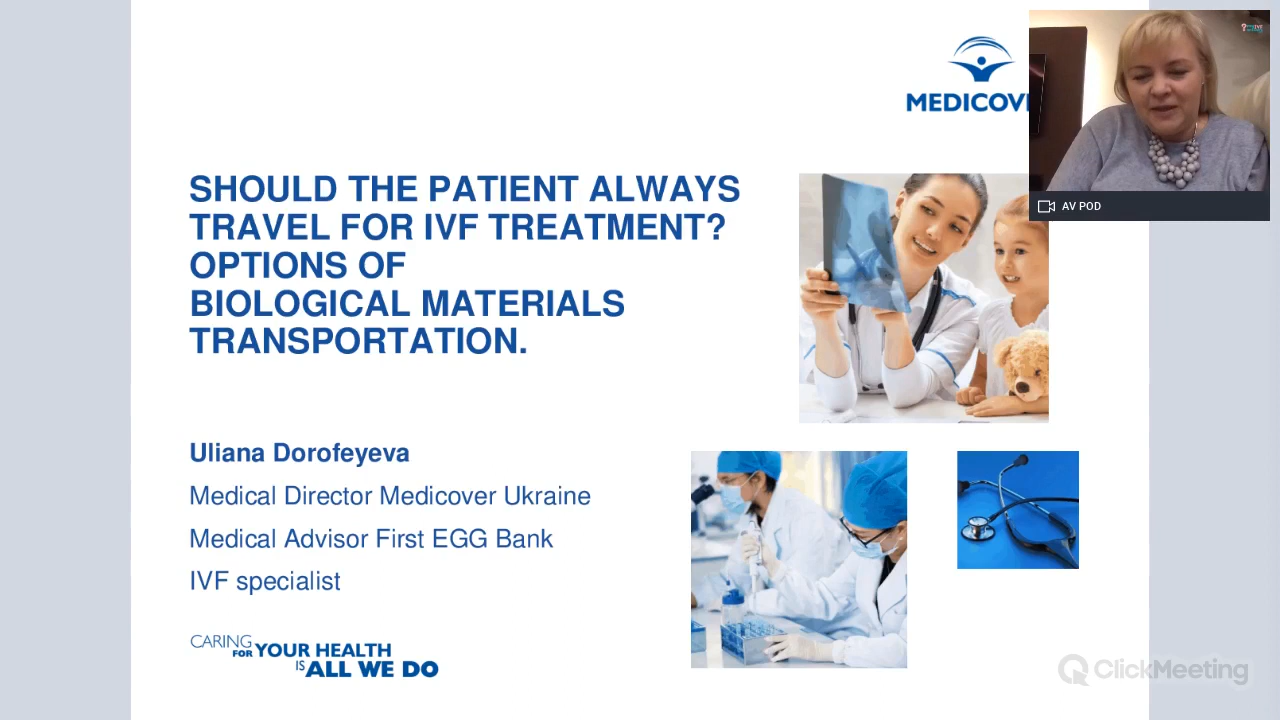 MEDICOV
AV POD
SHOULD THE PATIENT ALWAYS
TRAVEL FOR IVF TREATMENT?
OPTIONS OF
BIOLOGICAL MATERIALS
TRANSPORTATION.
Uliana Dorofeyeva
Medical Director Medicover Ukraine
Medical Advisor First EGG Bank
IVF specialist
CARING
FOR YOUR HEALTH
IS ALL WE DO
ClickMeeting